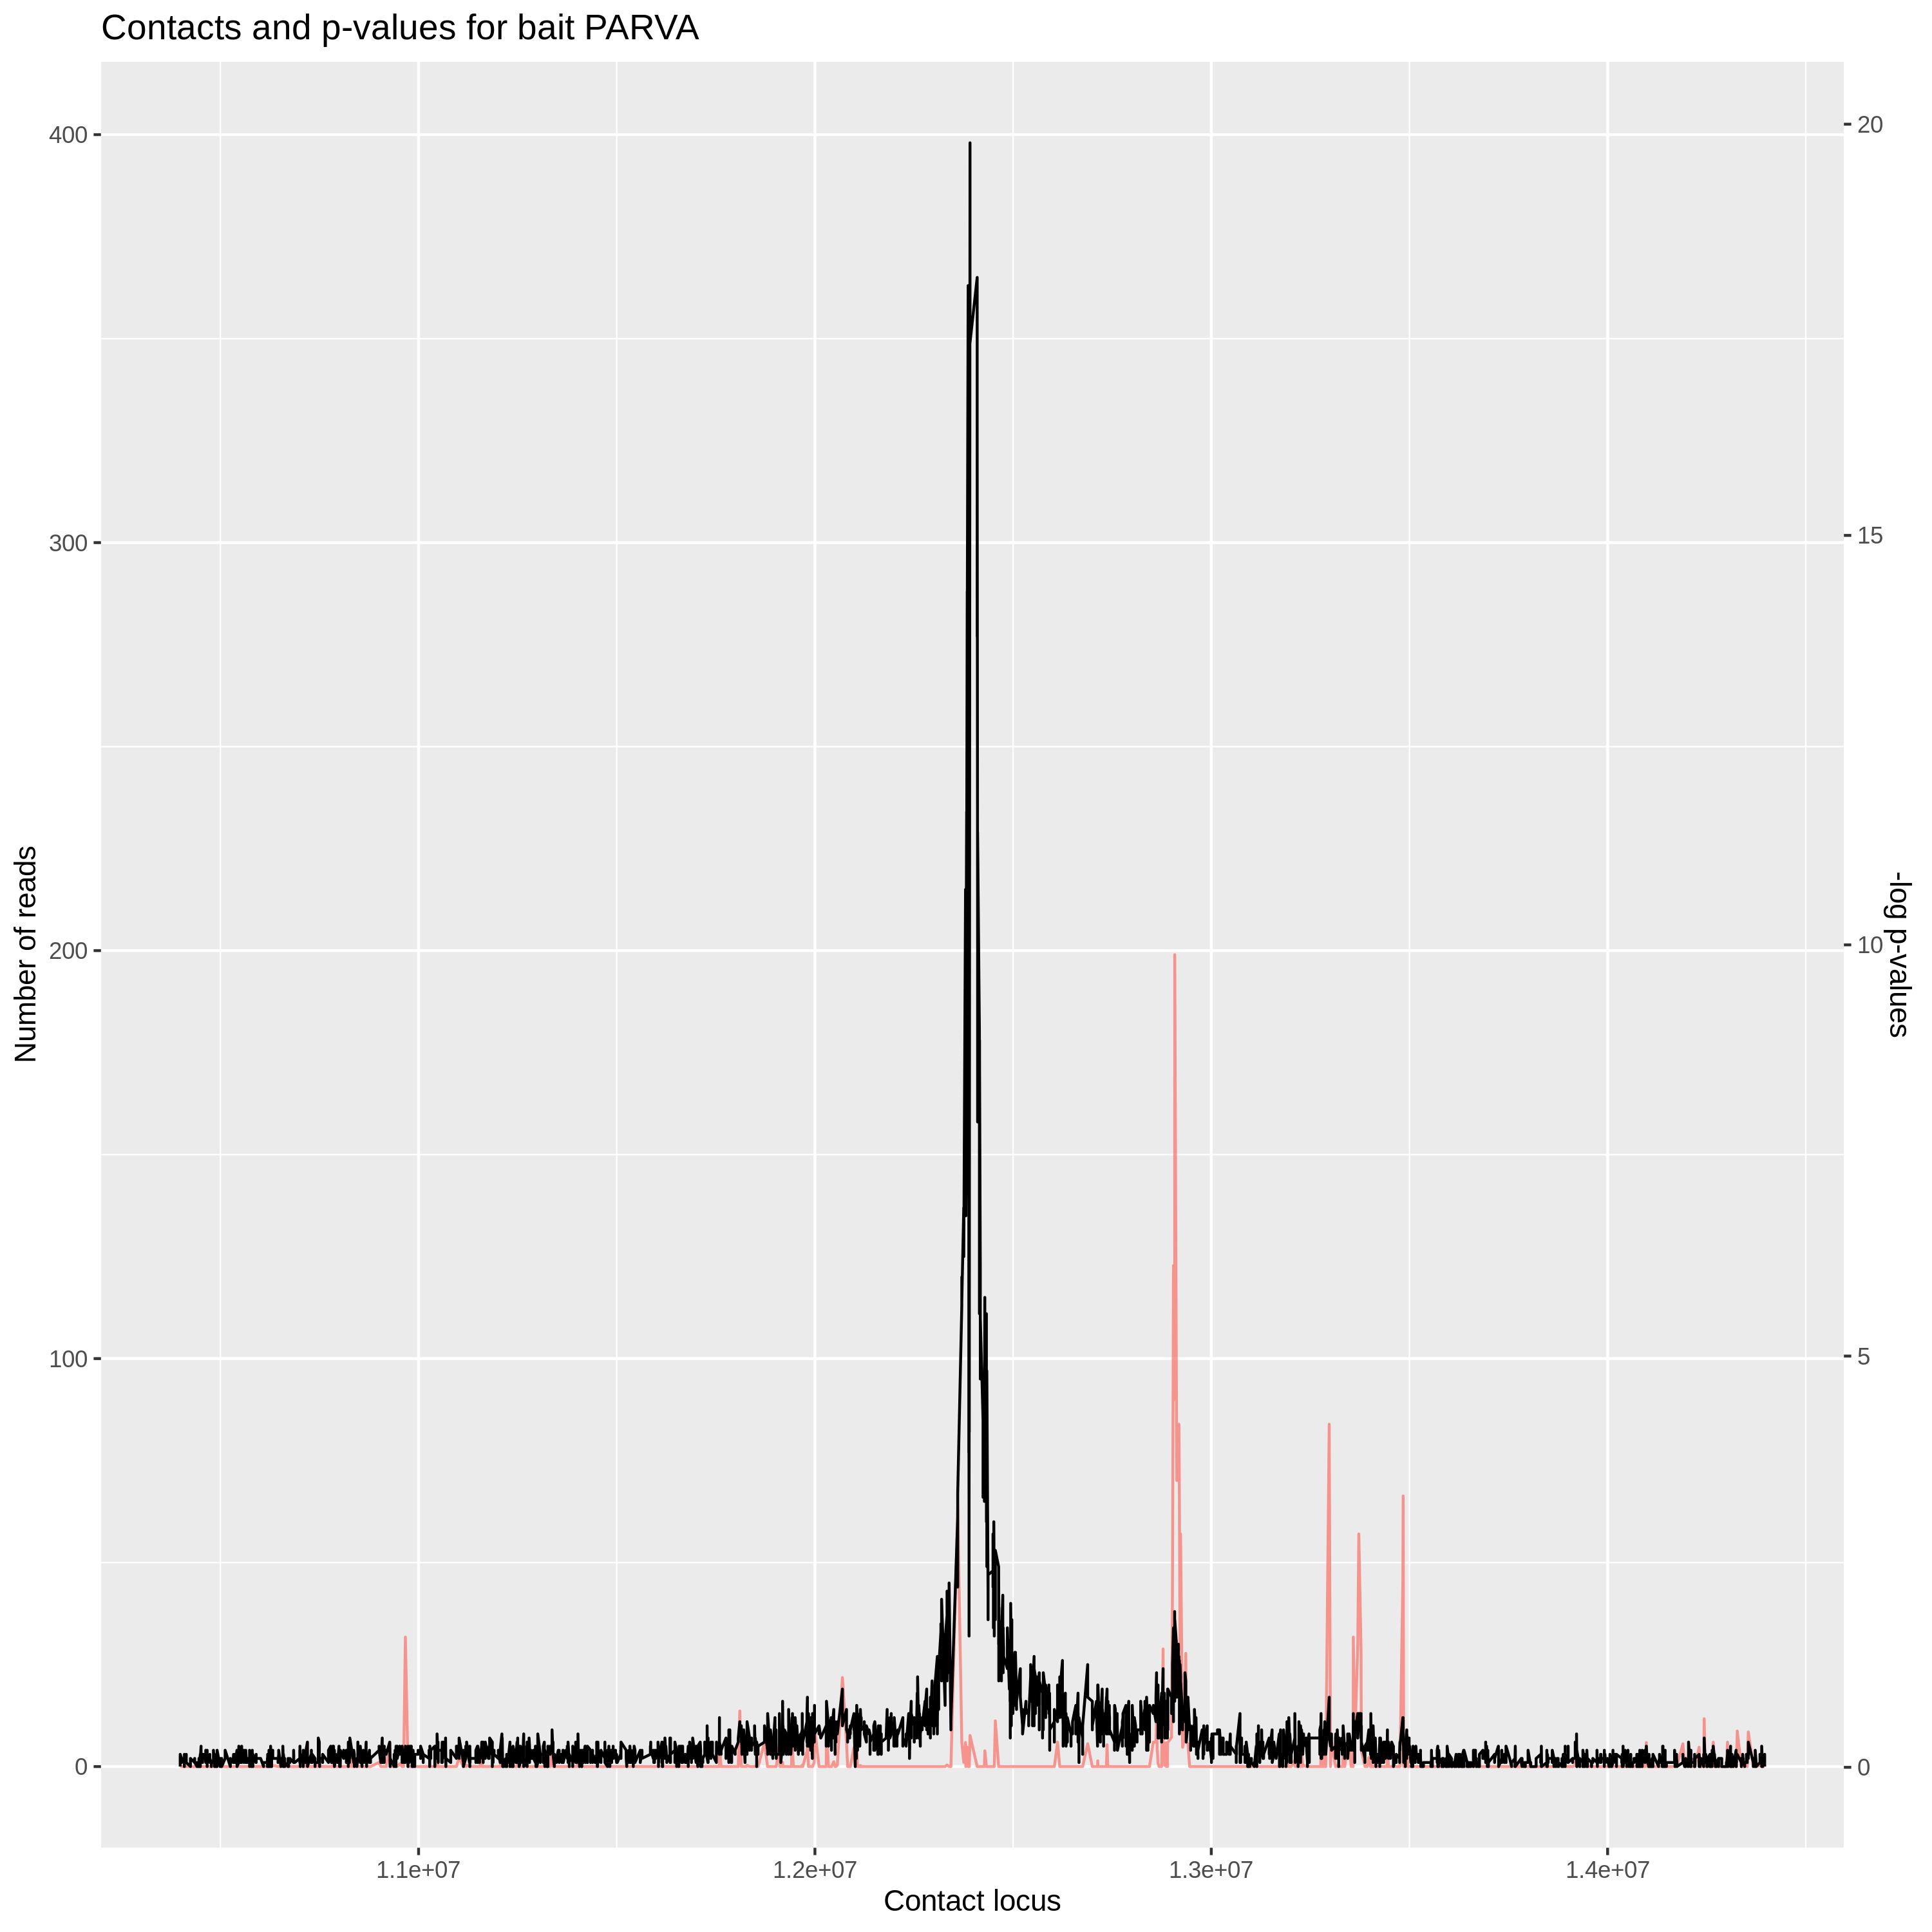 Contacts and p-values for bait PARVA
400
300
200
100
0
Number of reads
20
15
10
5
0
-log p-values
1.1e+07 1.2e+07 1.3e+07 1.4e+07
Contact locus